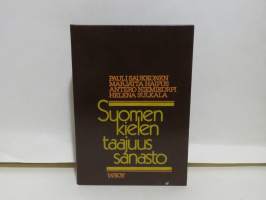 PAULI SAUKKONEN
MARJATTA HAIPUS
ANTERO NIEMIKORPI
HELENA SULKALA
Suomen
kielen
taajuus
sanasto
WSOY